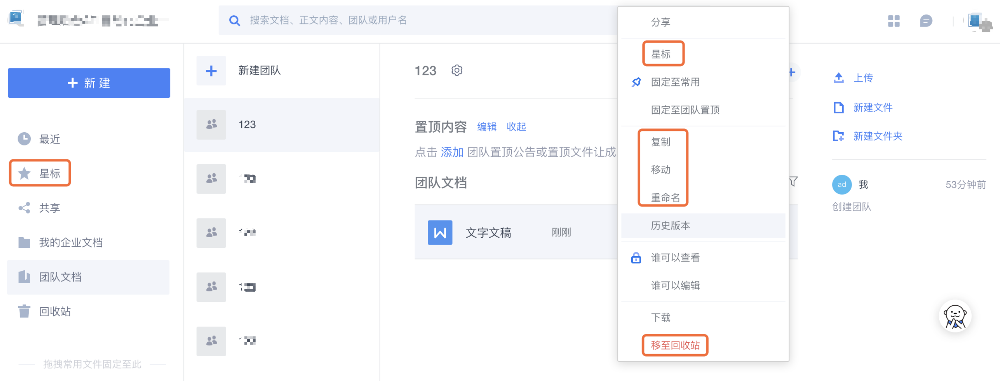 搜索文档、正文内容、团队或用户名
新建
最近
星标
共享
我的企业文档
团队文档
回收站
拖拽常用文件固定至此
新建团队
123
123
置顶内容 编辑 收起
点击 添加 团队置顶公告或置顶文件让成
团队文档
文字文稿 刚刚
分享
星标
固定至常用
固定至团队置顶
复制
移动
重命名
历史版本
谁可以查看
谁可以编辑
下载
移至回收站
上传
新建文件
新建文件夹
ad 我 53分钟前
创建团队